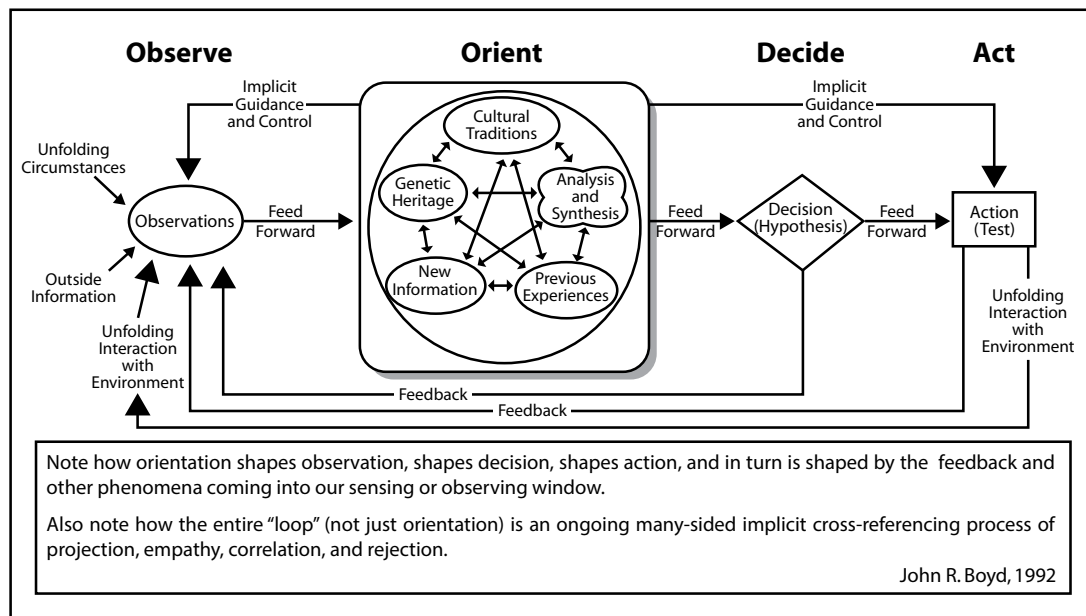 Observe
Orient
Decide
Act
Implicit
Guidance
and Control
Implicit
Guidance
and Control
Cultural
Traditions
Genetic
Heritage
Analysis
and
Synthesis
New
Information
Previous
Experiences
Unfolding
Circumstances
Observations
Feed
Forward
Feed
Forward
Decision
(Hypothesis)
Feed
Forward
Action
(Test)
Outside
Information
Unfolding
Interaction
with
Environment
Unfolding
Interaction
with
Environment
Feedback
Feedback
Note how orientation shapes observation, shapes decision, shapes action, and in turn is shaped by the feedback and
other phenomena coming into our sensing or observing window.
Also note how the entire “loop” (not just orientation) is an ongoing many-sided implicit cross-referencing process of
projection, empathy, correlation, and rejection.
John R. Boyd, 1992